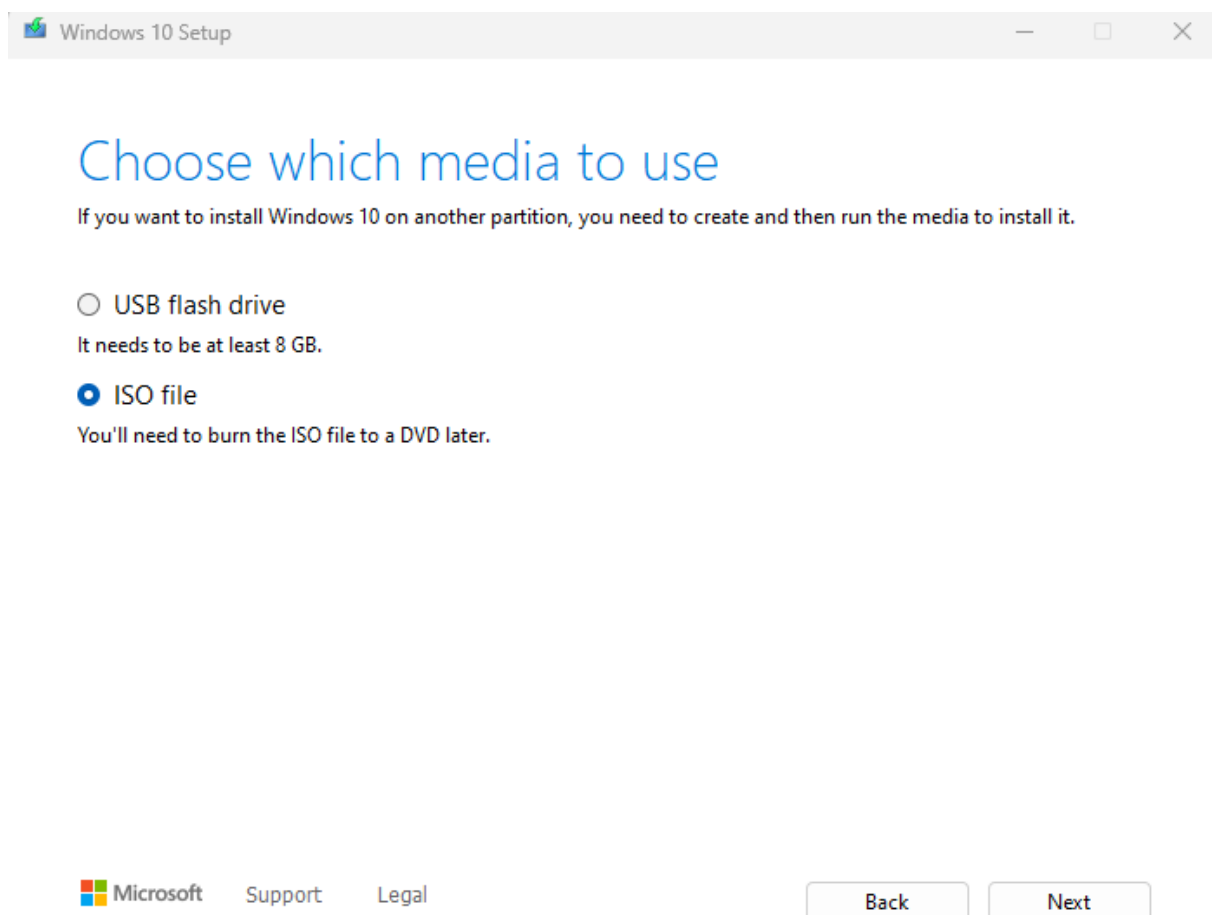 Windows 10 Setup
Choose which media to use
If you want to install Windows 10 on another partition, you need to create and then run the media to install it.
USB flash drive
It needs to be at least 8 GB.
ISO file
You'll need to burn the ISO file to a DVD later.
Microsoft Support Legal Back Next